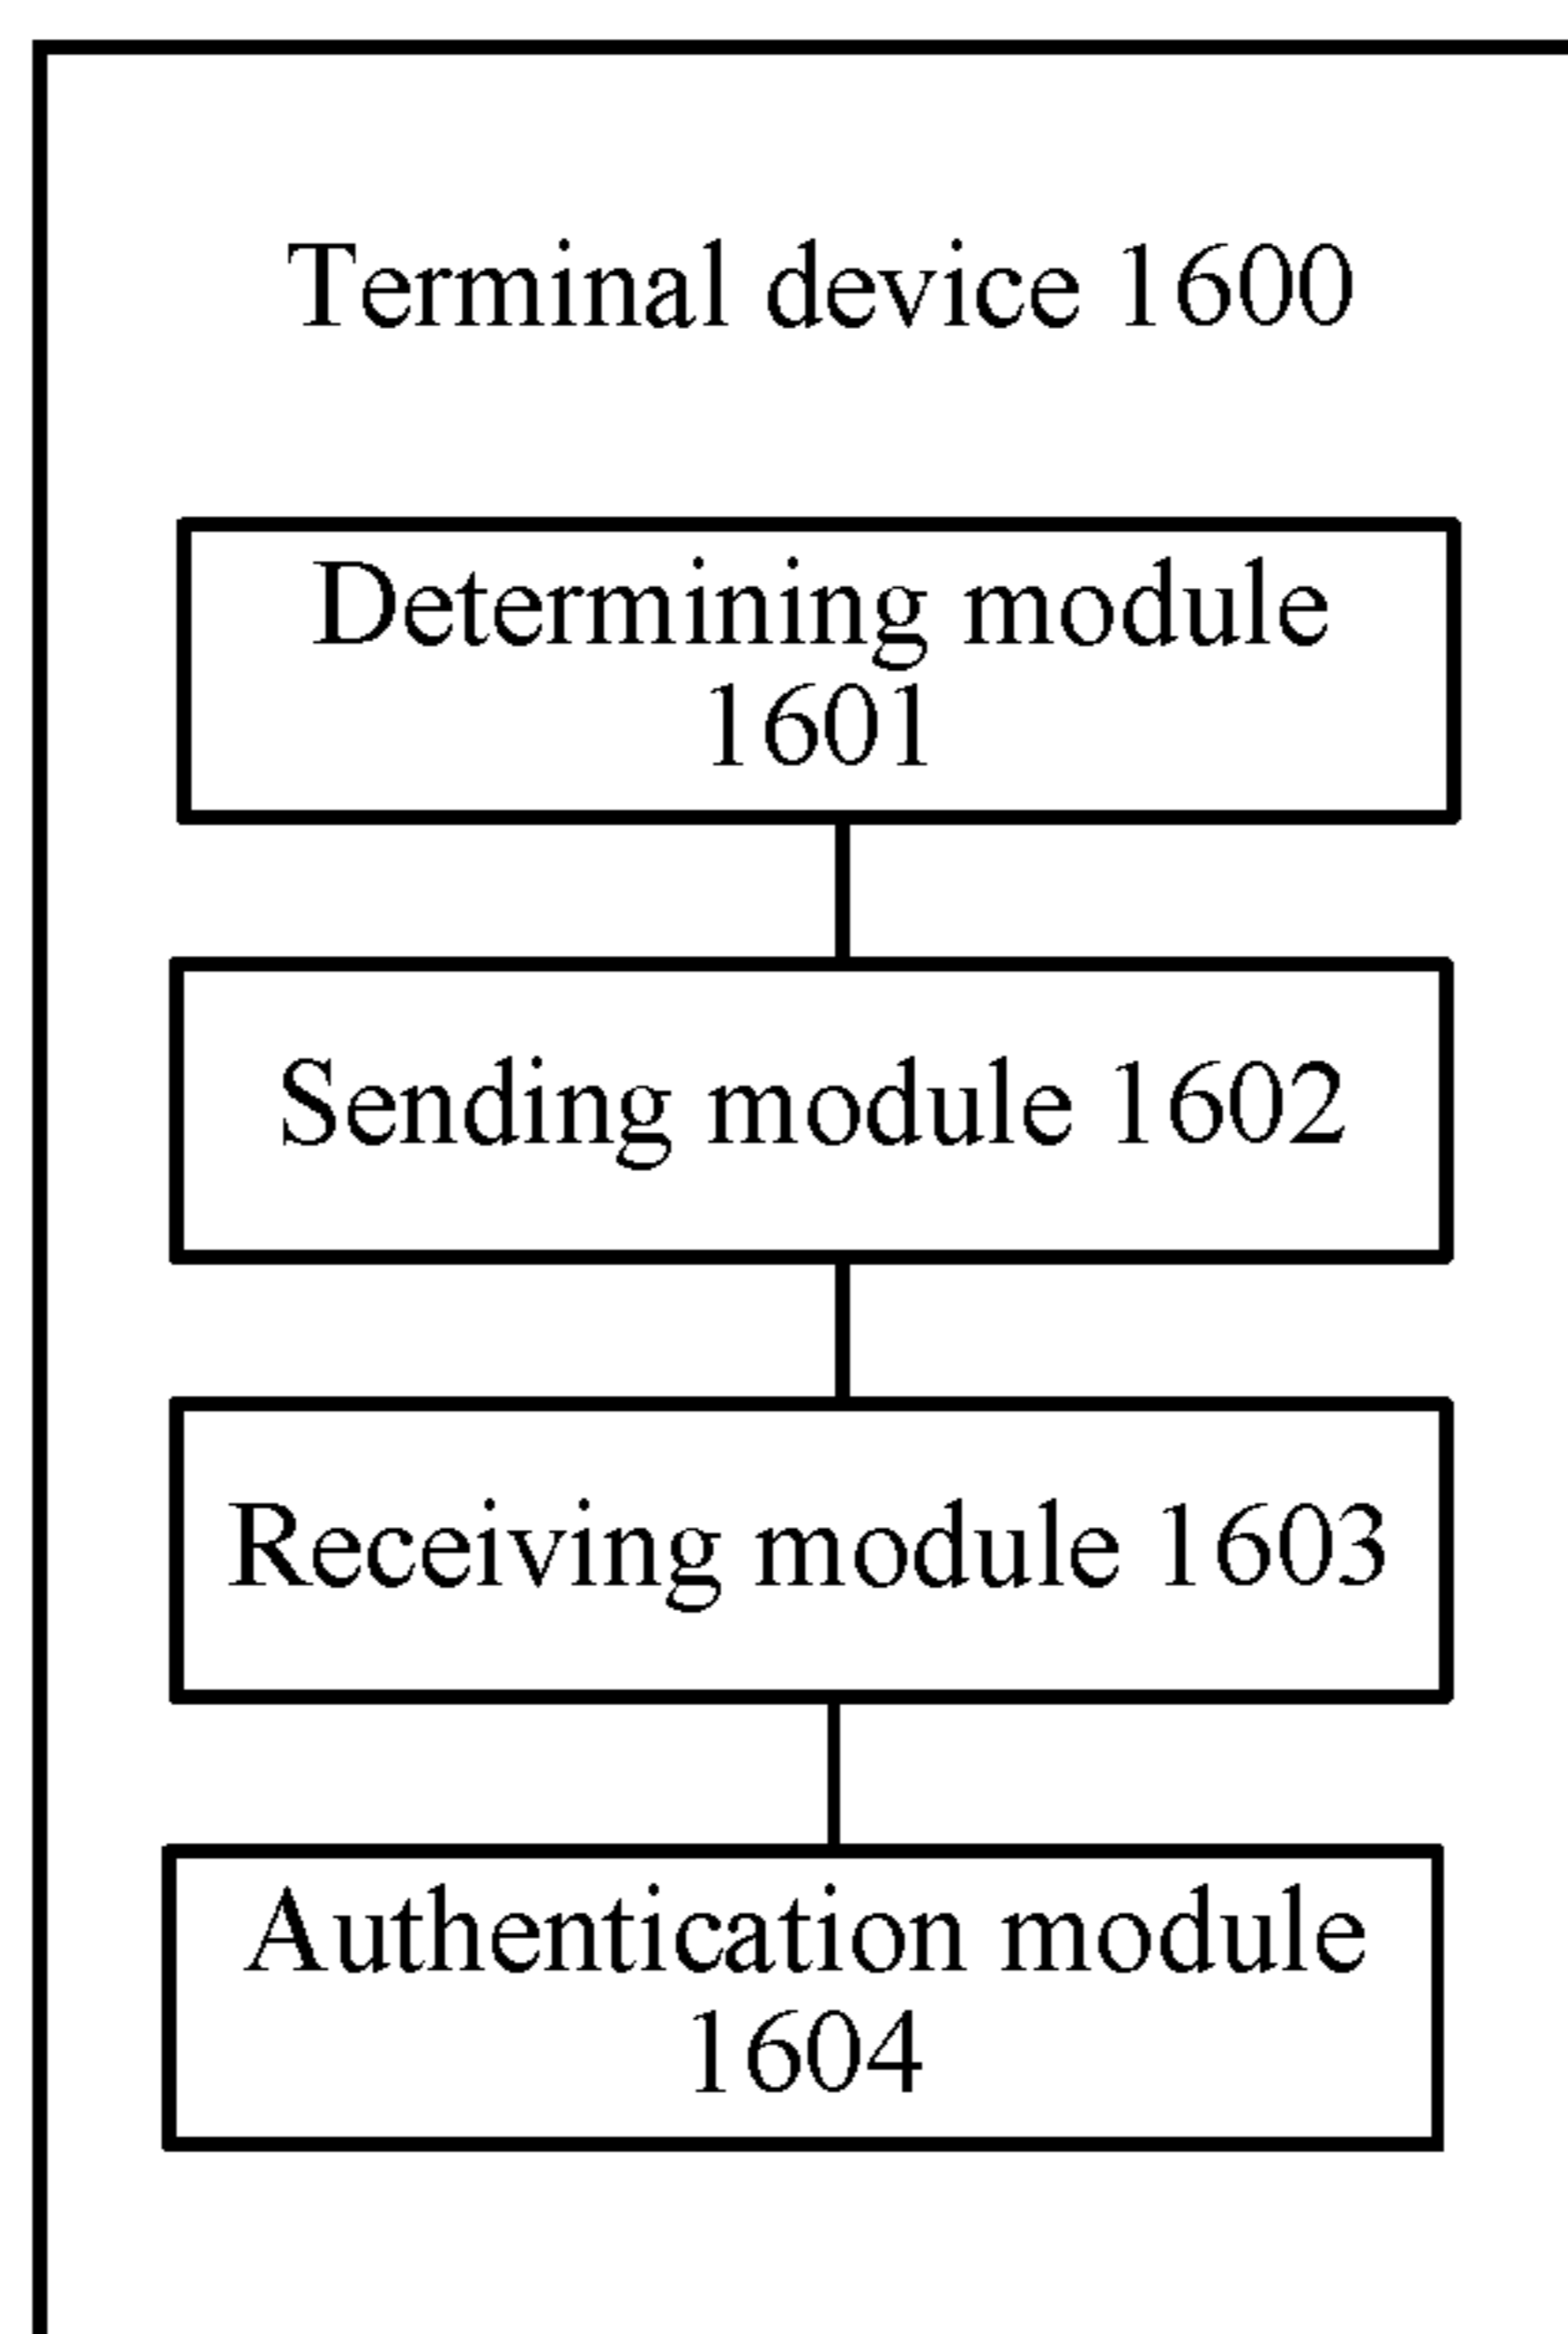 Terminal device 1600
Determining module
1601
Sending module 1602
Receiving module 1603
Authentication module
1604